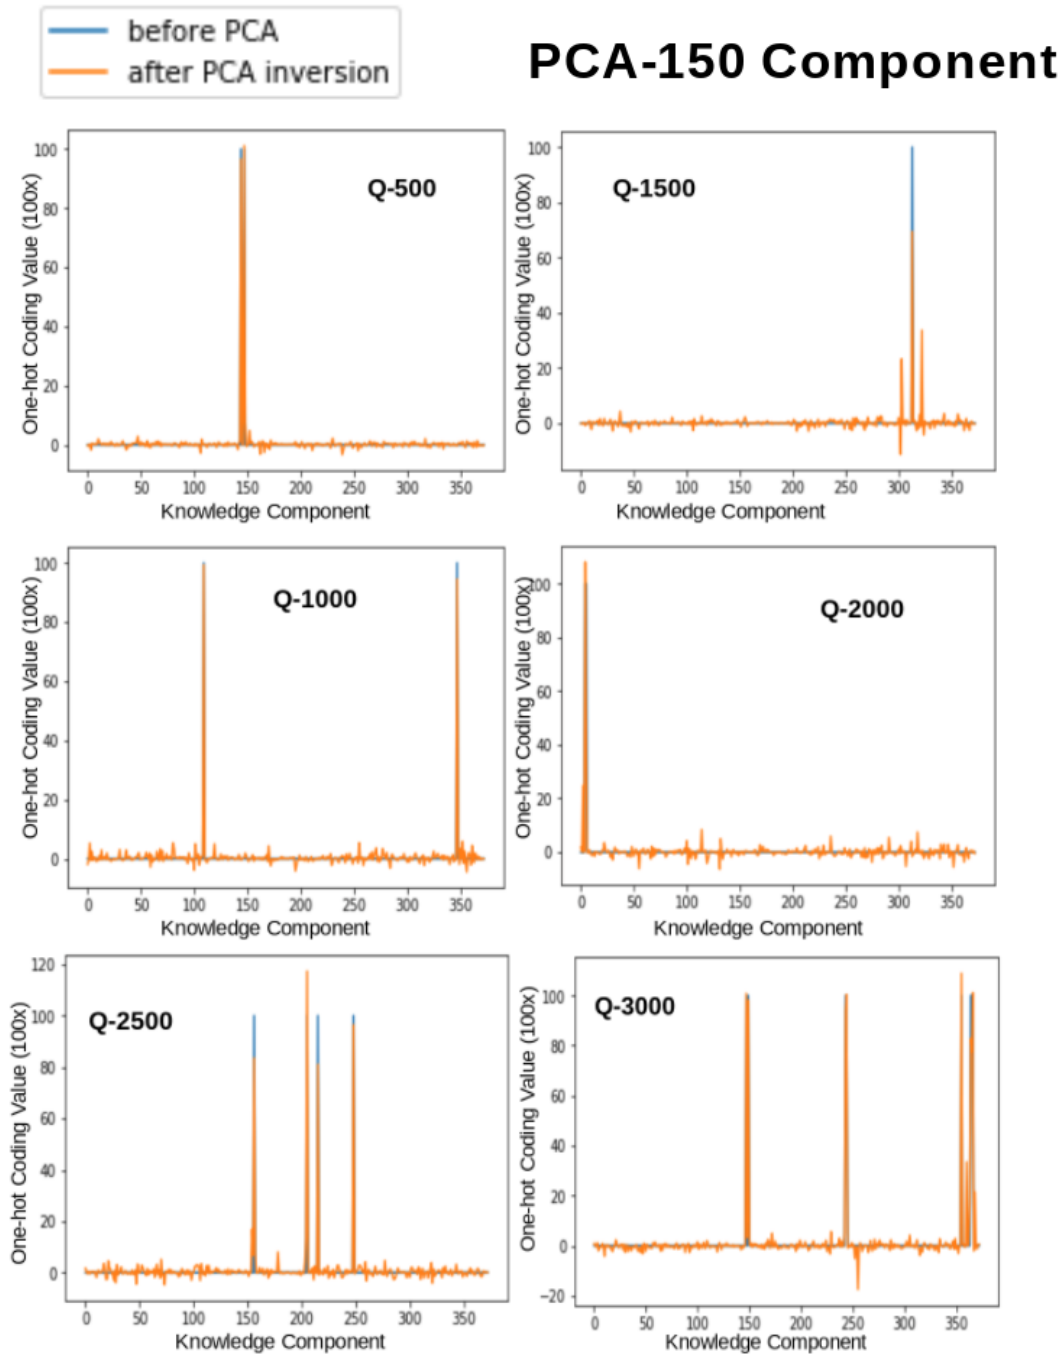 before PCA
after PCA inversion
PCA-150 Component
One-hot Coding Value (100x)
100
80
60
40
20
0
Q-500
0 50 100 150 200 250 300 350
Knowledge Component
One-hot Coding Value (100x)
100
80
60
40
20
0
Q-1500
0 50 100 150 200 250 300 350
Knowledge Component
One-hot Coding Value (100x)
100
80
60
40
20
0
Q-1000
0 50 100 150 200 250 300 350
Knowledge Component
One-hot Coding Value (100x)
100
80
60
40
20
0
Q-2000
0 50 100 150 200 250 300 350
Knowledge Component
One-hot Coding Value (100x)
120
100
80
60
40
20
0
Q-2500
0 50 100 150 200 250 300 350
Knowledge Component
One-hot Coding Value (100x)
100
80
60
40
20
0
−20
Q-3000
0 50 100 150 200 250 300 350
Knowledge Component